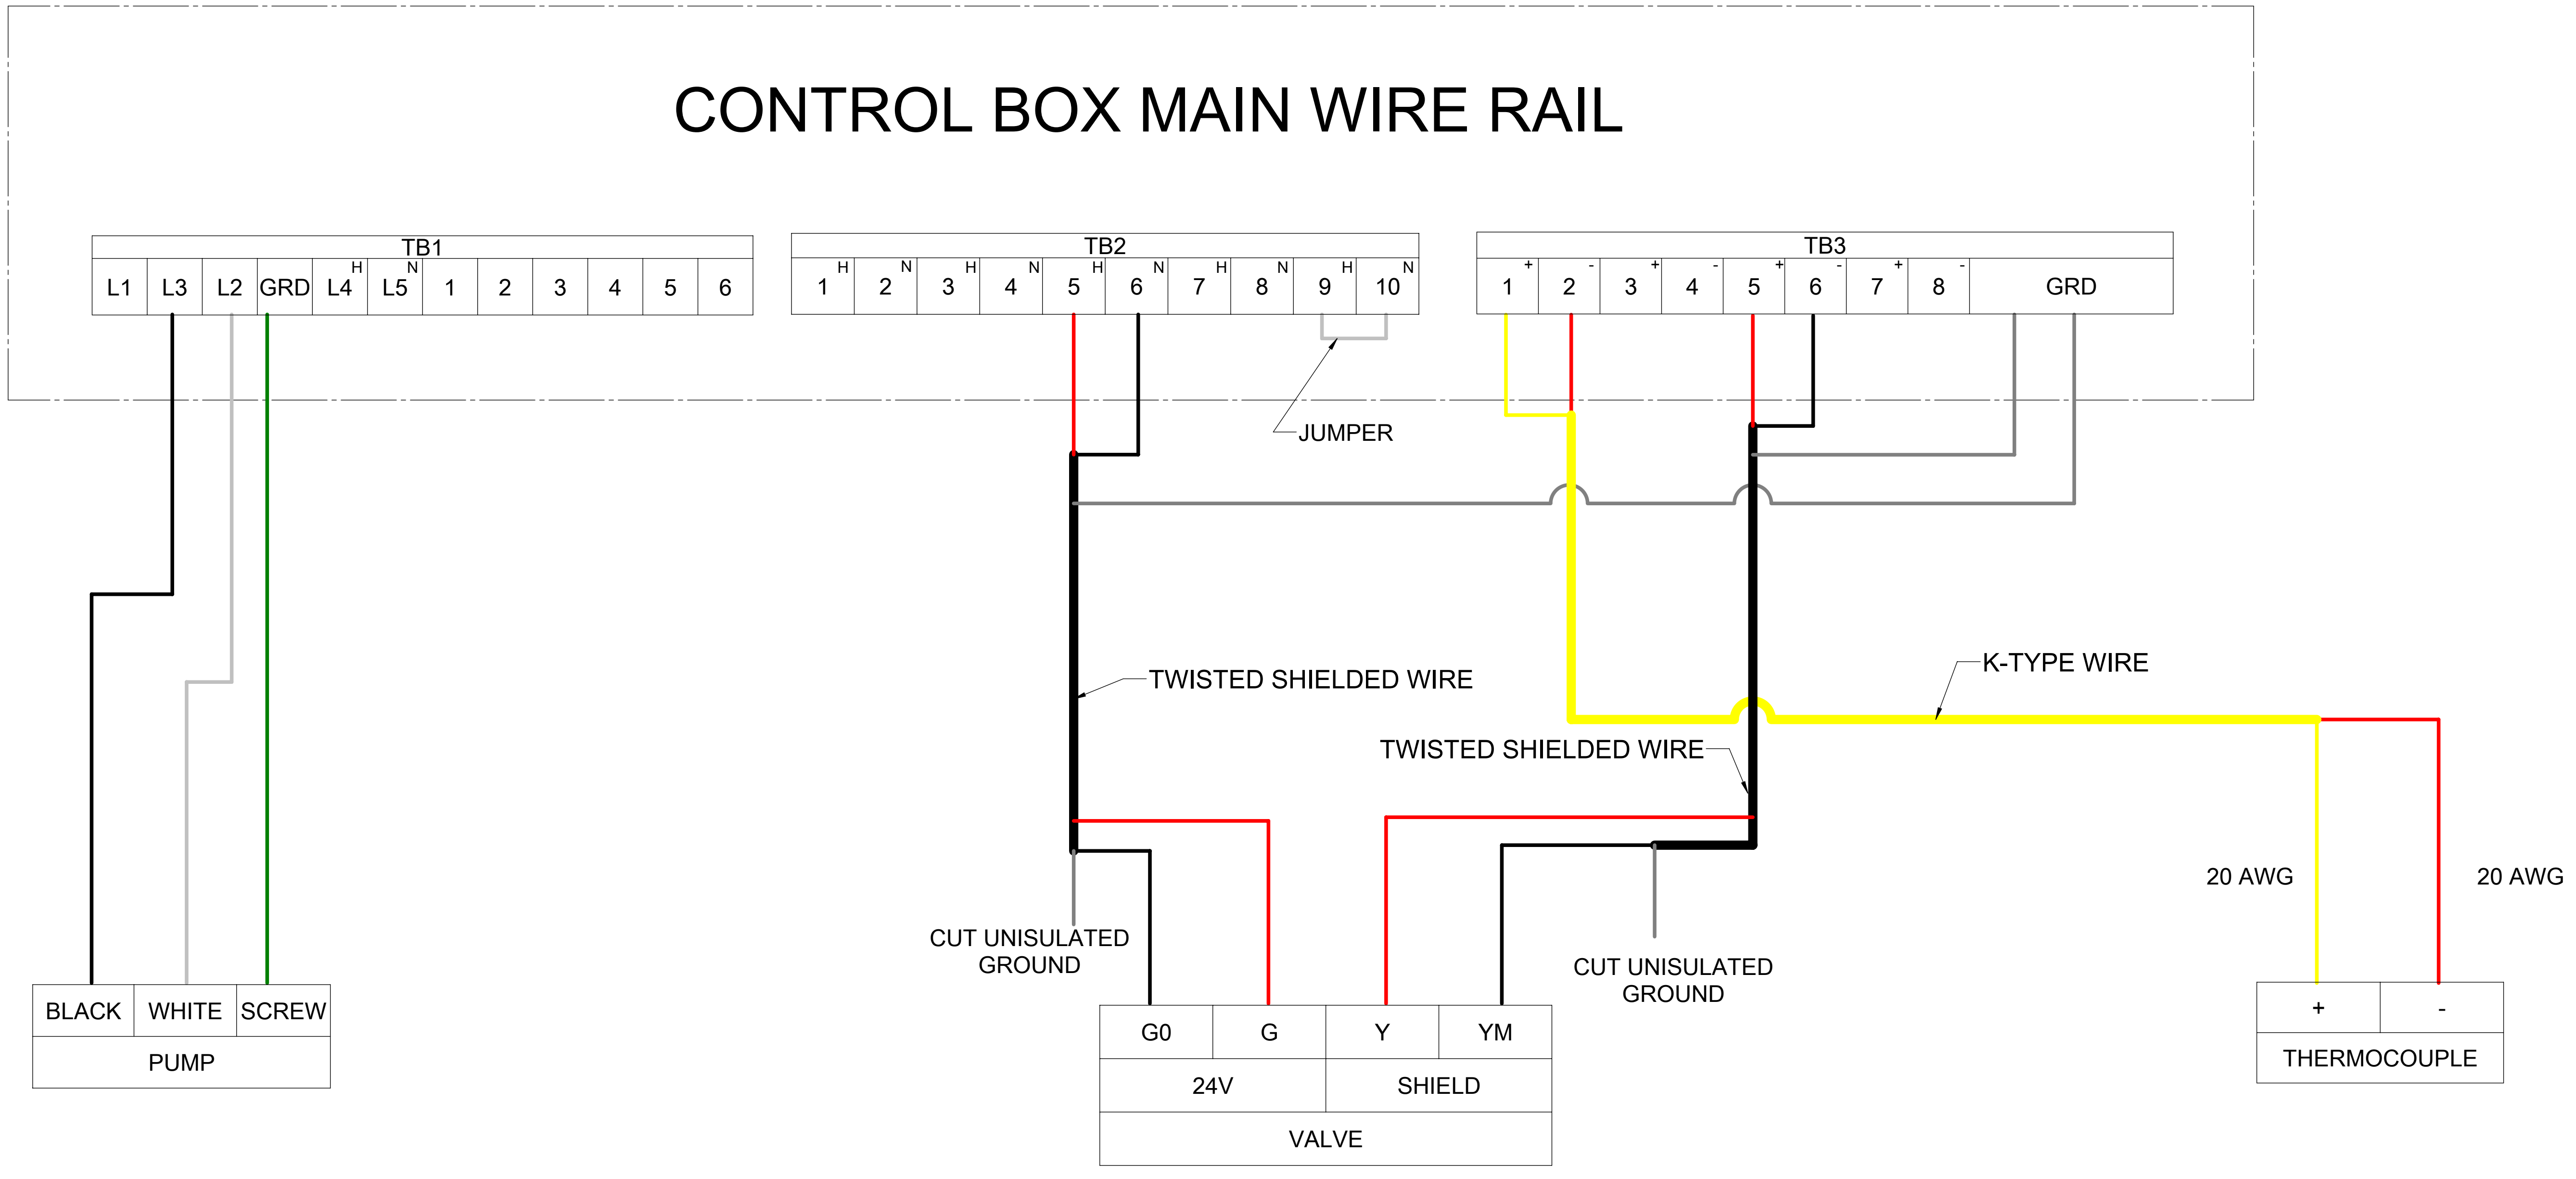 CONTROL BOX MAIN WIRE RAIL
TB1
L1 L3 L2 GRD L4 H L5 N 1 2 3 4 5 6
TB2
1 H 2 N 3 H 4 N 5 H 6 N 7 H 8 N 9 H 10 N
TB3
1 + 2 - 3 + 4 - 5 + 6 - 7 + 8 - GRD
JUMPER
K-TYPE WIRE
TWISTED SHIELDED WIRE
TWISTED SHIELDED WIRE
20 AWG
20 AWG
CUT UNISULATED
GROUND
CUT UNISULATED
GROUND
BLACK WHITE SCREW
PUMP
G0 G Y YM
24V SHIELD
VALVE
+ -
THERMOCOUPLE